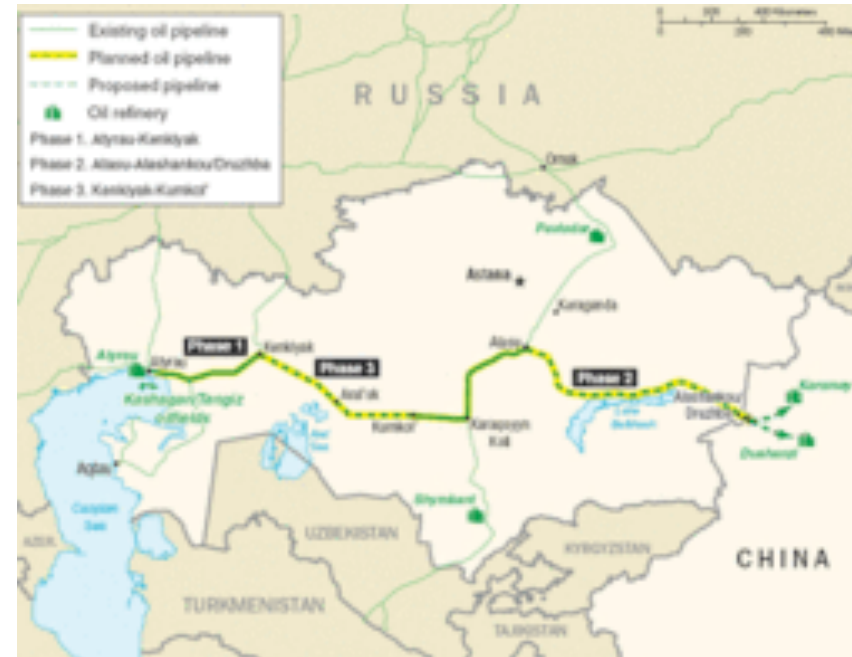 Existing oil pipeline
Planned oil pipeline
Proposed pipeline
Oil refinery
Phase 1. Atyrau-Kenkiyak
Phase 2. Atasu-Alashankou/Druzhba
Phase 3. Kenkiyak-Kumkol'
RUSSIA
Omsk
Pavlodar
Astana
Karaganda
Phase 1
Kenkiyak
Atyrau
Atyrau
Atasu
Phase 3
Phase 2
Aral'sk
Kashagan/Tengiz
oilfields
Alashankou/
Druzhba
Karamay
Lake
Balkhash
Kumkol'
Karagoyyn
Koli
Dushanzi
Aral
Sea
Aqtau
Shymkent
Caspian
Sea
UZBEKISTAN
AZER.
KYRGYZSTAN
CHINA
TURKMENISTAN
TAJIKISTAN